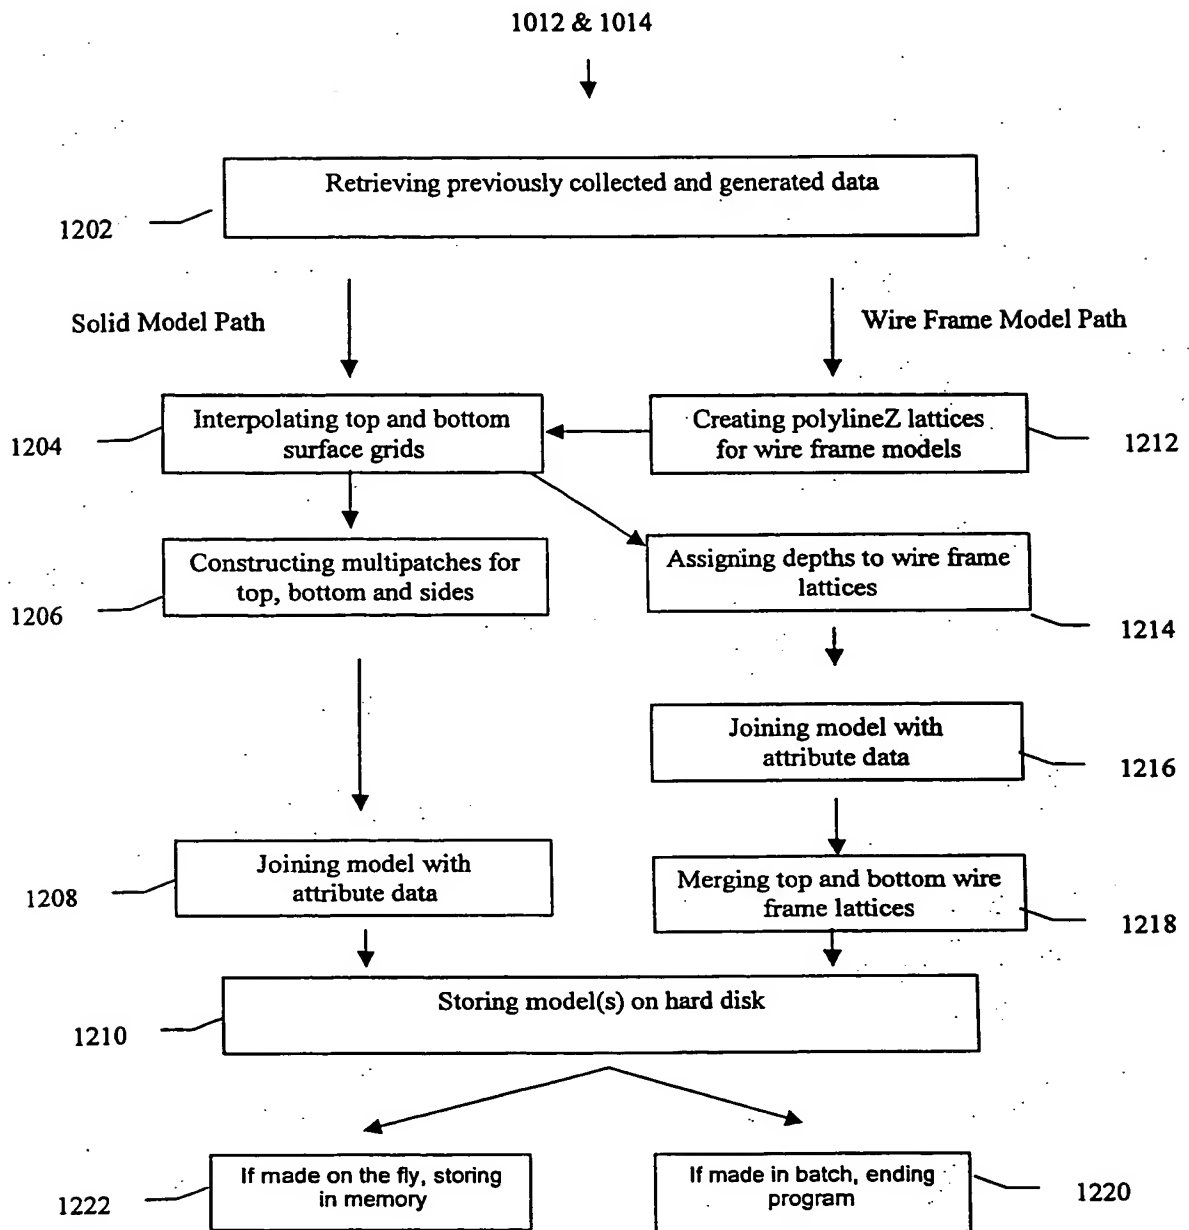 1012 & 1014
Retrieving previously collected and generated data
1202
Solid Model Path
Wire Frame Model Path
Interpolating top and bottom
surface grids
1204
Creating polylineZ lattices
for wire frame models
1212
Constructing multipatches for
top, bottom and sides
1206
Assigning depths to wire frame
lattices
1214
Joining model with
attribute data
1216
Joining model with
attribute data
1208
Merging top and bottom wire
frame lattices
1218
Storing model(s) on hard disk
1210
If made on the fly, storing
in memory
1222
If made in batch, ending
program
1220